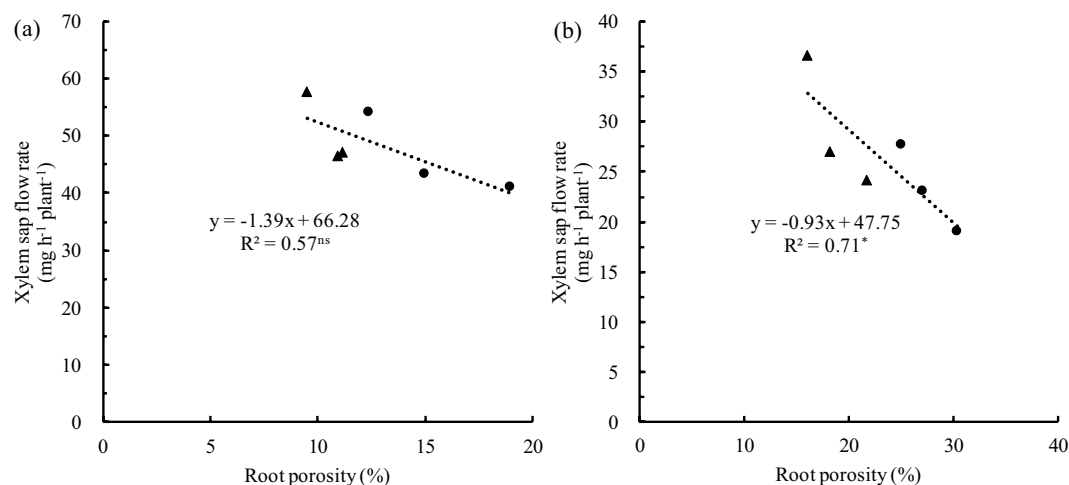 (a)
70
60
50
40
30
20
10
0
0
5
10
15
20
Xylem sap flow rate
(mg h⁻¹ plant⁻¹)
Root porosity (%)
y = -1.39x + 66.28
R² = 0.57ⁿˢ
(b)
40
35
30
25
20
15
10
5
0
0
10
20
30
40
Xylem sap flow rate
(mg h⁻¹ plant⁻¹)
Root porosity (%)
y = -0.93x + 47.75
R² = 0.71*